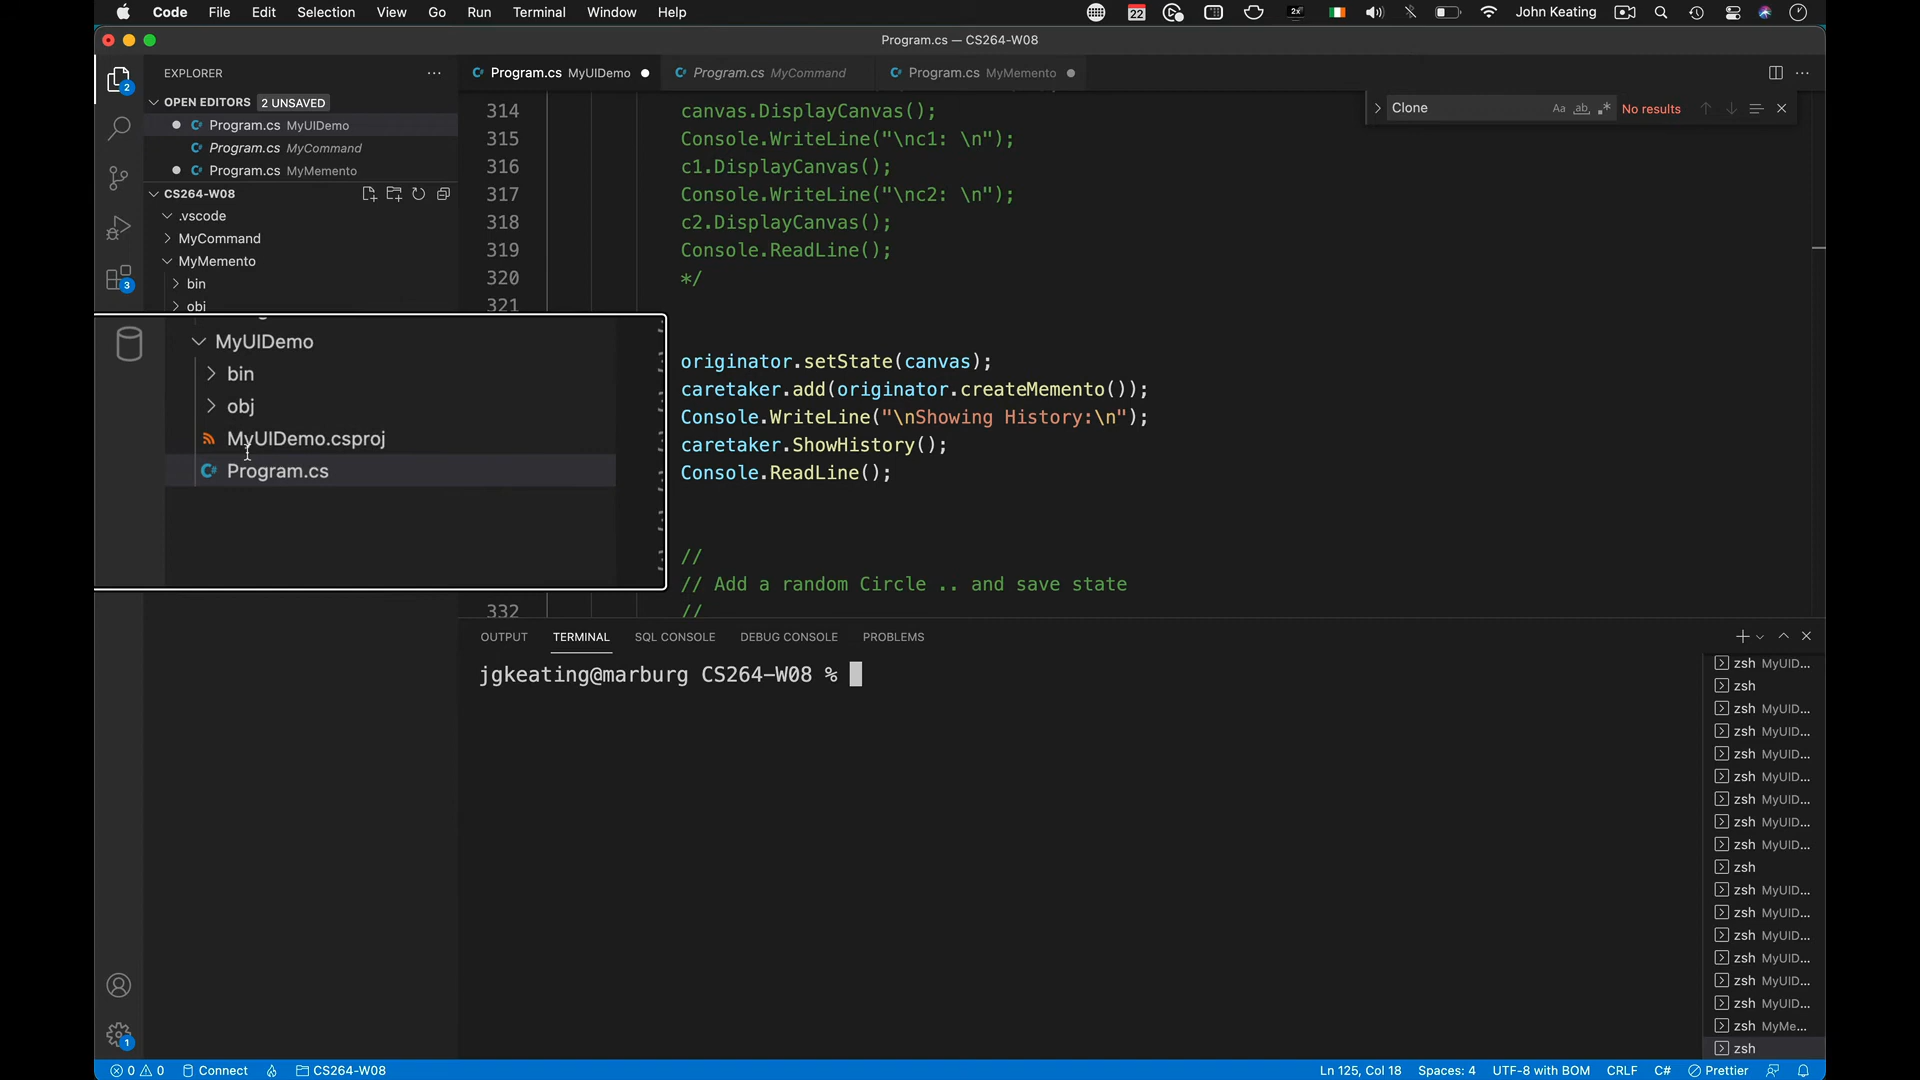 Code File Edit Selection View Go Run Terminal Window Help
22 2x John Keating
Program.cs — CS264-W08
EXPLORER
Program.cs MyUIDemo
Program.cs MyCommand
Program.cs MyMemento
OPEN EDITORS 2 UNSAVED
Program.cs MyUIDemo
Program.cs MyCommand
Program.cs MyMemento
CS264-W08
.vscode
MyCommand
MyMemento
bin
obj
MyUIDemo
bin
obj
MyUIDemo.csproj
Program.cs
2
3
1
Clone Aa ab No results
314 canvas.DisplayCanvas();
315 Console.WriteLine("\nc1: \n");
316 c1.DisplayCanvas();
317 Console.WriteLine("\nc2: \n");
318 c2.DisplayCanvas();
319 Console.ReadLine();
320 */
321
originator.setState(canvas);
caretaker.add(originator.createMemento());
Console.WriteLine("\nShowing History:\n");
caretaker.ShowHistory();
Console.ReadLine();
//
// Add a random Circle .. and save state
332 //
OUTPUT TERMINAL SQL CONSOLE DEBUG CONSOLE PROBLEMS
jgkeating@marburg CS264-W08 %
zsh MyUID...
zsh
zsh MyUID...
zsh MyUID...
zsh MyUID...
zsh MyUID...
zsh MyUID...
zsh MyUID...
zsh MyUID...
zsh
zsh MyUID...
zsh MyUID...
zsh MyUID...
zsh MyUID...
zsh MyUID...
zsh MyUID...
zsh MyMe...
zsh
0 0 Connect CS264-W08 Ln 125, Col 18 Spaces: 4 UTF-8 with BOM CRLF C# Prettier